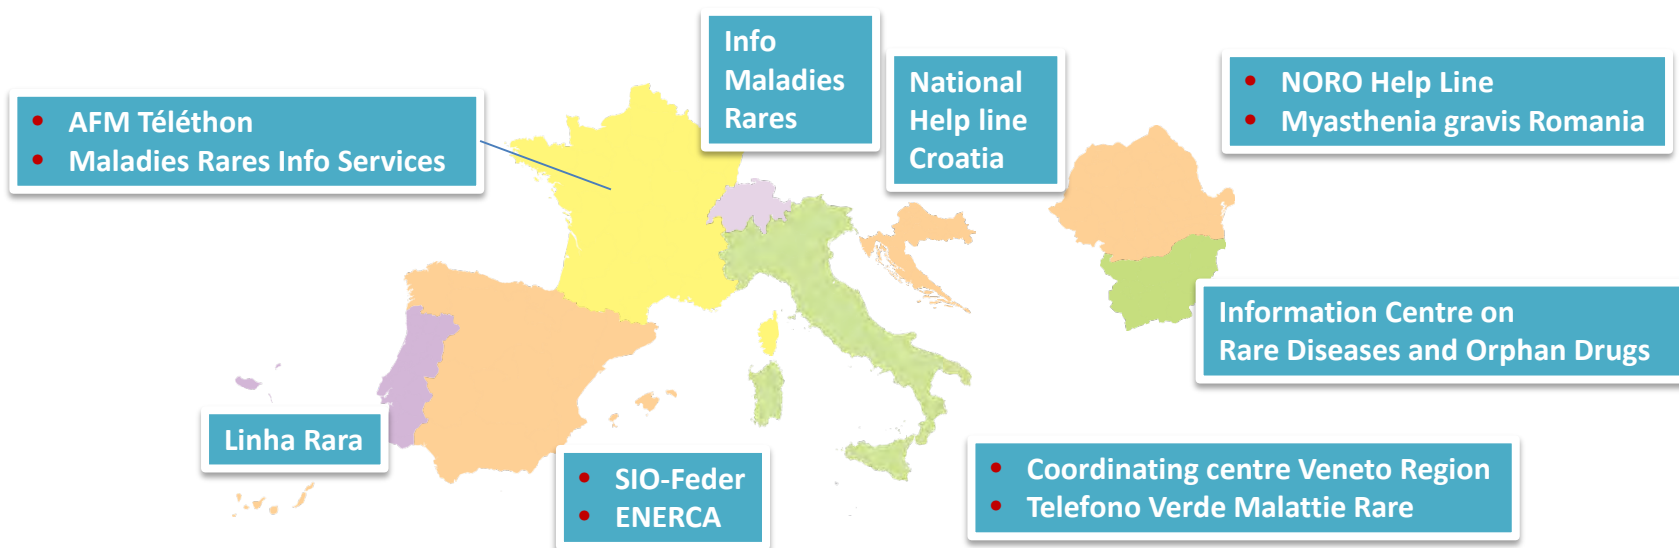 Info
Maladies
Rares
National
Help line
Croatia
• NORO Help Line
• Myasthenia gravis Romania
• AFM Téléthon
• Maladies Rares Info Services
Information Centre on
Rare Diseases and Orphan Drugs
Linha Rara
• SIO-Feder
• ENERCA
• Coordinating centre Veneto Region
• Telefono Verde Malattie Rare